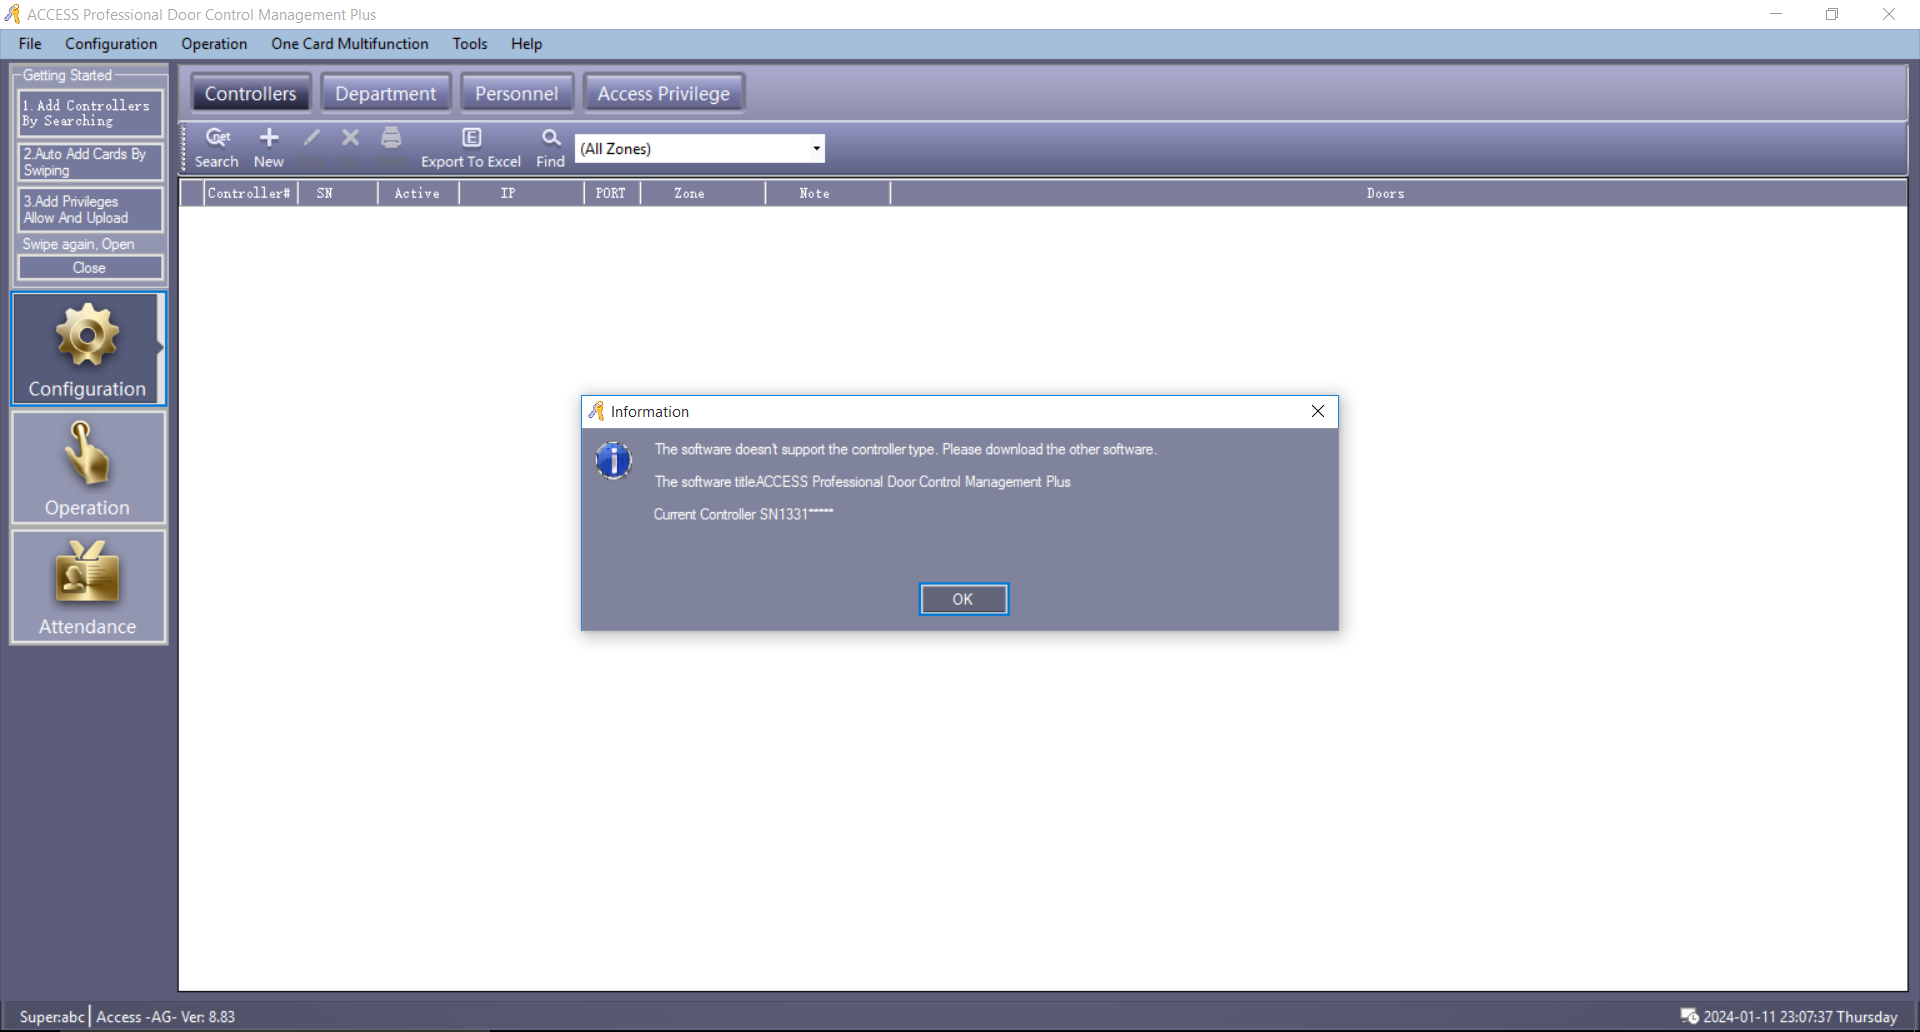 ACCESS Professional Door Control Management Plus
File Configuration Operation One Card Multifunction Tools Help
Getting Started
1.Add Controllers
By Searching
2.Auto Add Cards By
Swiping
3.Add Privileges
Allow And Upload
Swipe again, Open
Close
Configuration
Operation
Attendance
Controllers Department Personnel Access Privilege
Search New Export To Excel Find (All Zones)
Controller# SN Active IP PORT Zone Note Doors
Information
The software doesn't support the controller type. Please download the other software.
The software titleACCESS Professional Door Control Management Plus
Current Controller SN1331*****
OK
Super:abc Access -AG- Ver: 8.83
2024-01-11 23:07:37 Thursday